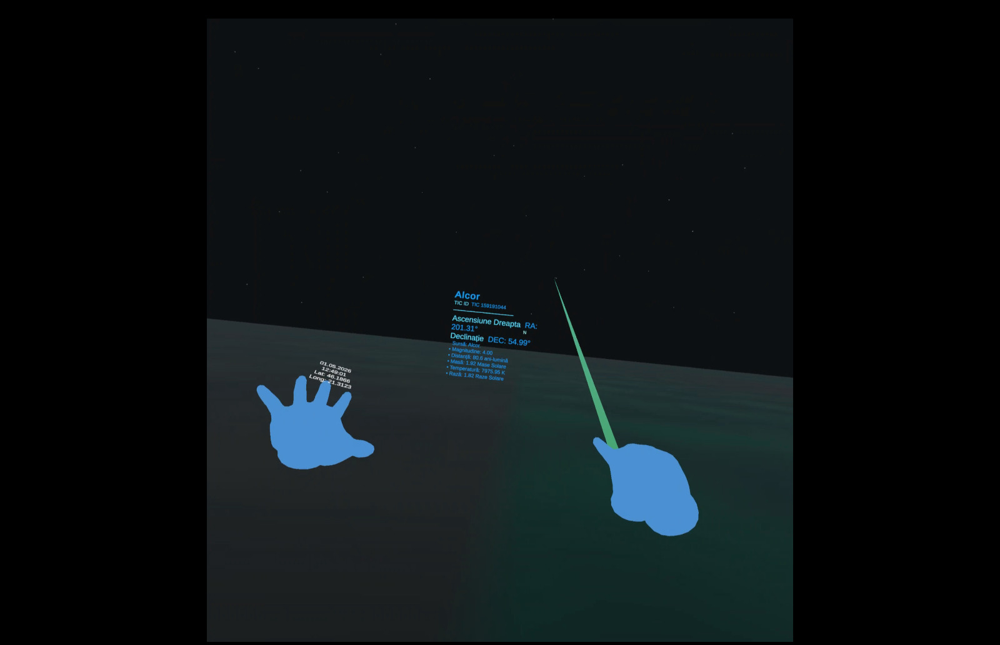 Alcor
TIC ID TIC 159191044
Ascensiune Dreapta RA:
201.31°
N
Declinație DEC: 54.99°
Sursă: Alcor
• Magnitudine: 4.00
• Distanță: 80.6 ani-lumină
• Masă: 1.92 Mase Solare
• Temperatură: 7975.95 K
• Rază: 1.82 Raze Solare
01.05.2026
12:49:01
Lat: 46.1866
Long: 21.3123